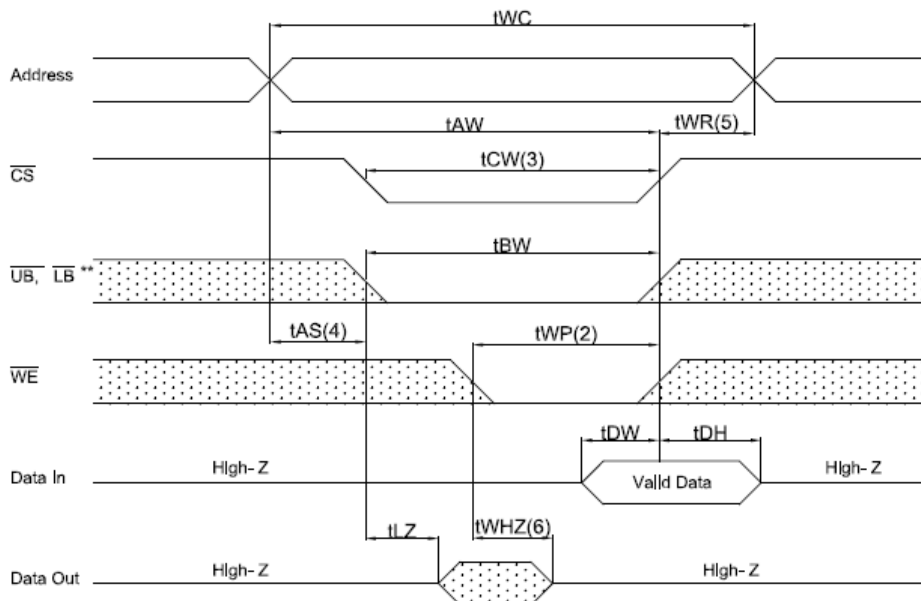 tWC
Address
tAW
tWR(5)
CS
tCW(3)
UB, LB **
tBW
tAS(4)
tWP(2)
WE
tDW
tDH
Data In
High- Z
Valid Data
High- Z
tLZ
tWHZ(6)
Data Out
High- Z
High- Z